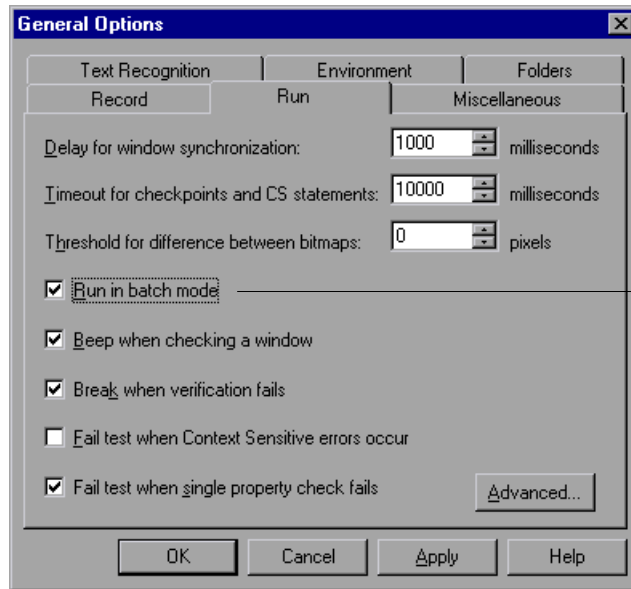 General Options
Text Recognition Environment Folders
Record Run Miscellaneous
Delay for window synchronization: 1000 milliseconds
Timeout for checkpoints and CS statements: 10000 milliseconds
Threshold for difference between bitmaps: 0 pixels
Run in batch mode
Beep when checking a window
Break when verification fails
Fail test when Context Sensitive errors occur
Fail test when single property check fails
Advanced...
OK Cancel Apply Help